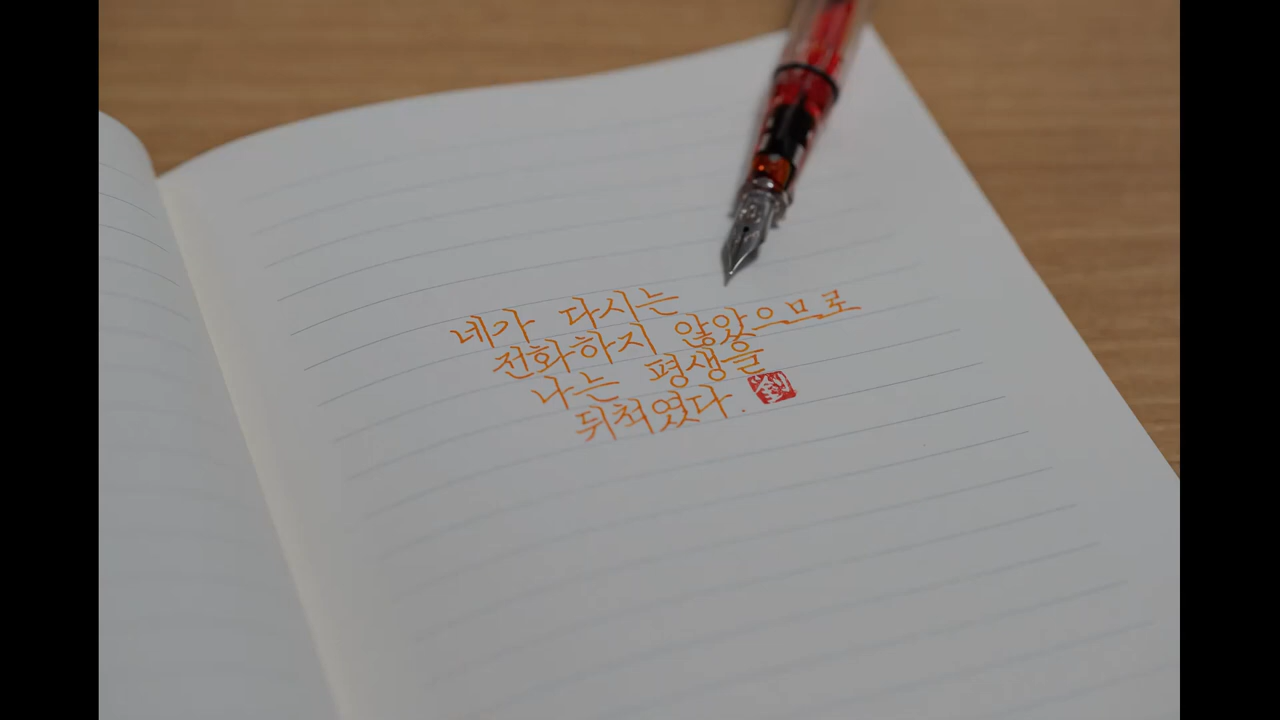 네가 다시는
전화하지 않았으므로
나는 평생을
뒤척였다.